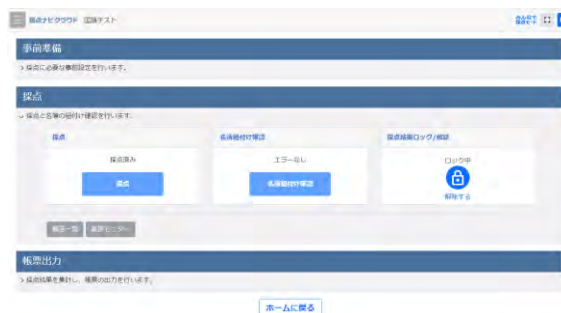 採点ナビクラウド 国語テスト
事前準備
> 採点に必要な事前設定を行います。
採点
採点と名簿の紐付け確認を行います。
採点
名簿紐付け確認
採点結果ロック/解除
採点済み
エラーなし
ロック中
採点
名簿紐付け確認
解除する
帳票出力
> 採点結果を集計し、帳票の出力を行います。
ホームに戻る